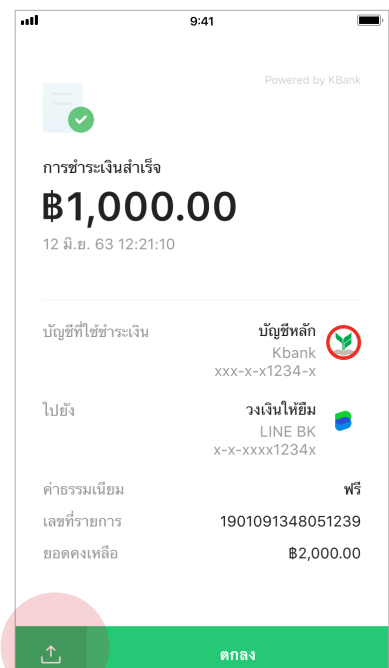 9:41
Powered by KBank
การชำระเงินสำเร็จ
฿1,000.00
12 มิ.ย. 63 12:21:10
บัญชีที่ใช้ชำระเงิน บัญชีหลัก
Kbank
xxx-x-x1234-x
ไปยัง วงเงินให้ยืม
LINE BK
x-x-xxxx1234x
ค่าธรรมเนียม ฟรี
เลขที่รายการ 1901091348051239
ยอดคงเหลือ ฿2,000.00
ตกลง